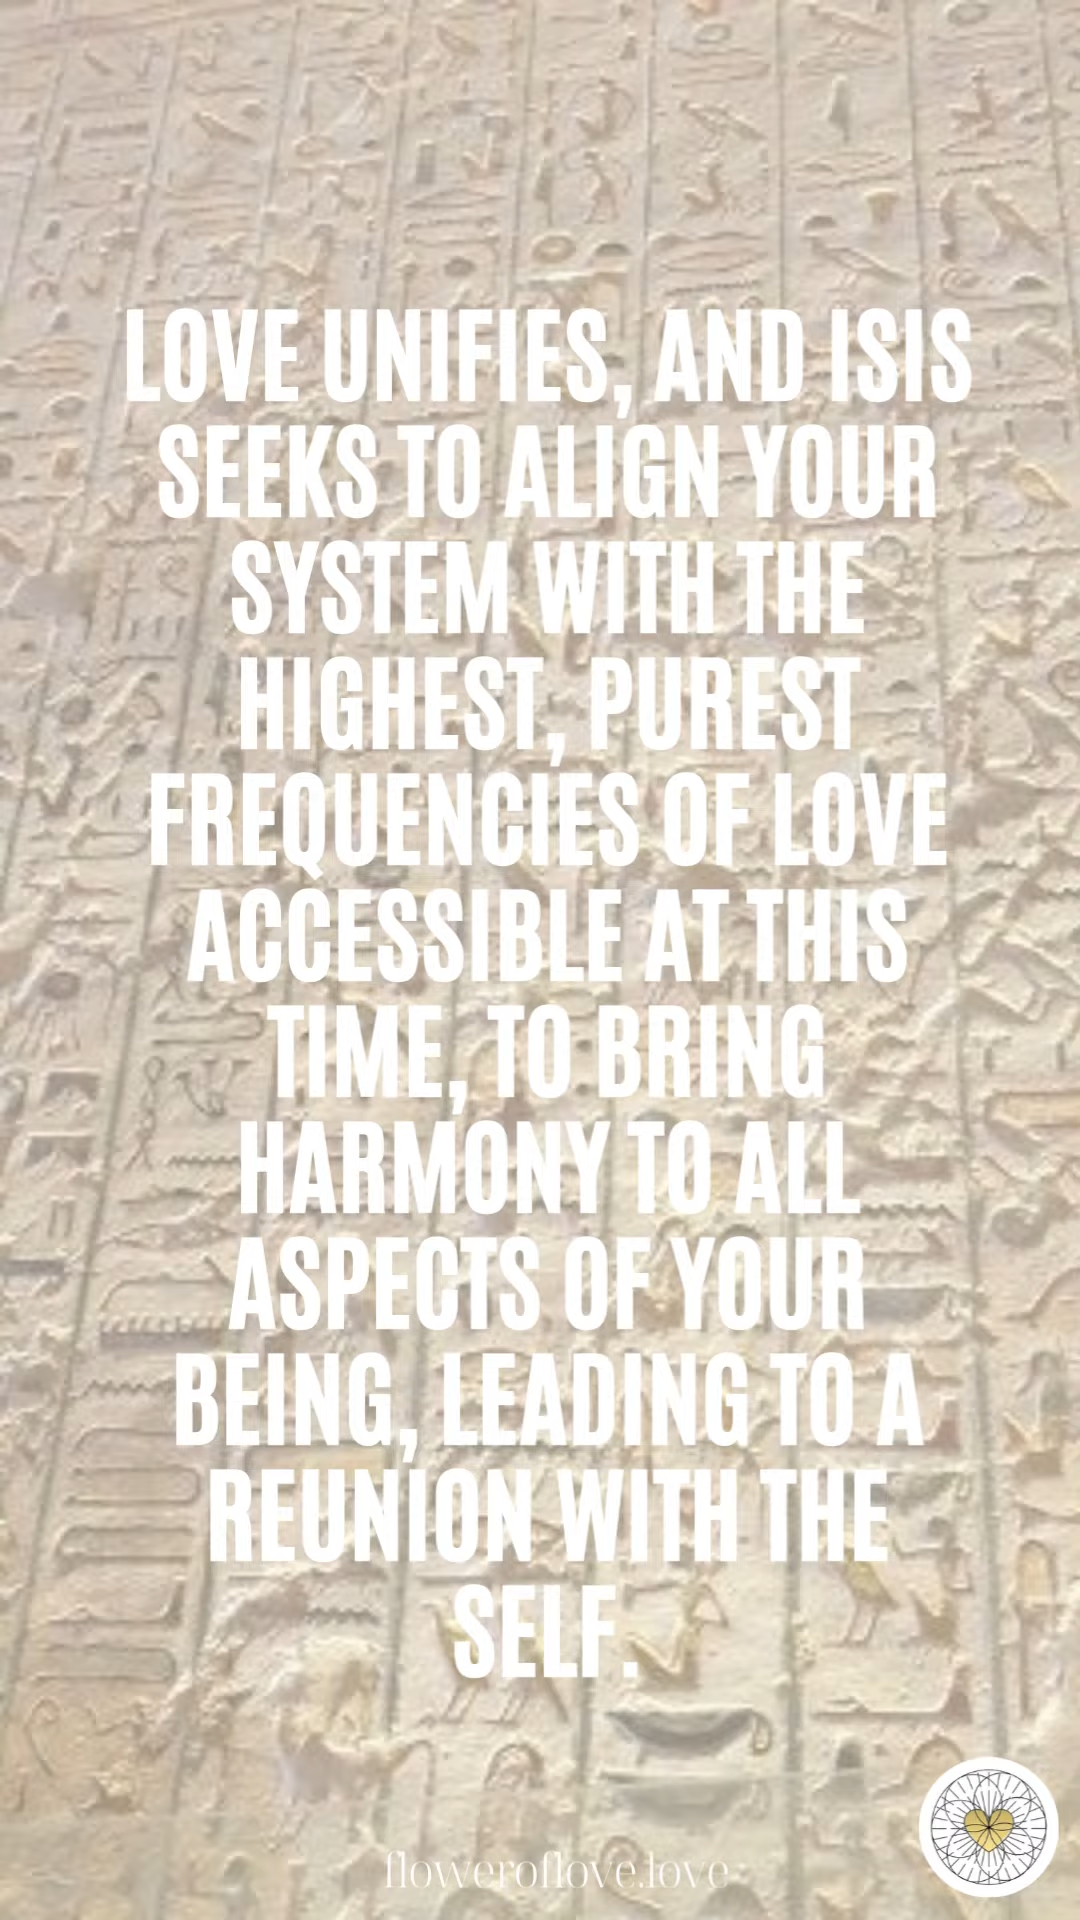 LOVE UNIFIES, AND ISIS
SEEKS TO ALIGN YOUR
SYSTEM WITH THE
HIGHEST, PUREST
FREQUENCIES OF LOVE
ACCESSIBLE AT THIS
TIME, TO BRING
HARMONY TO ALL
ASPECTS OF YOUR
BEING, LEADING TO A
REUNION WITH THE
SELF.
floweroflove.love